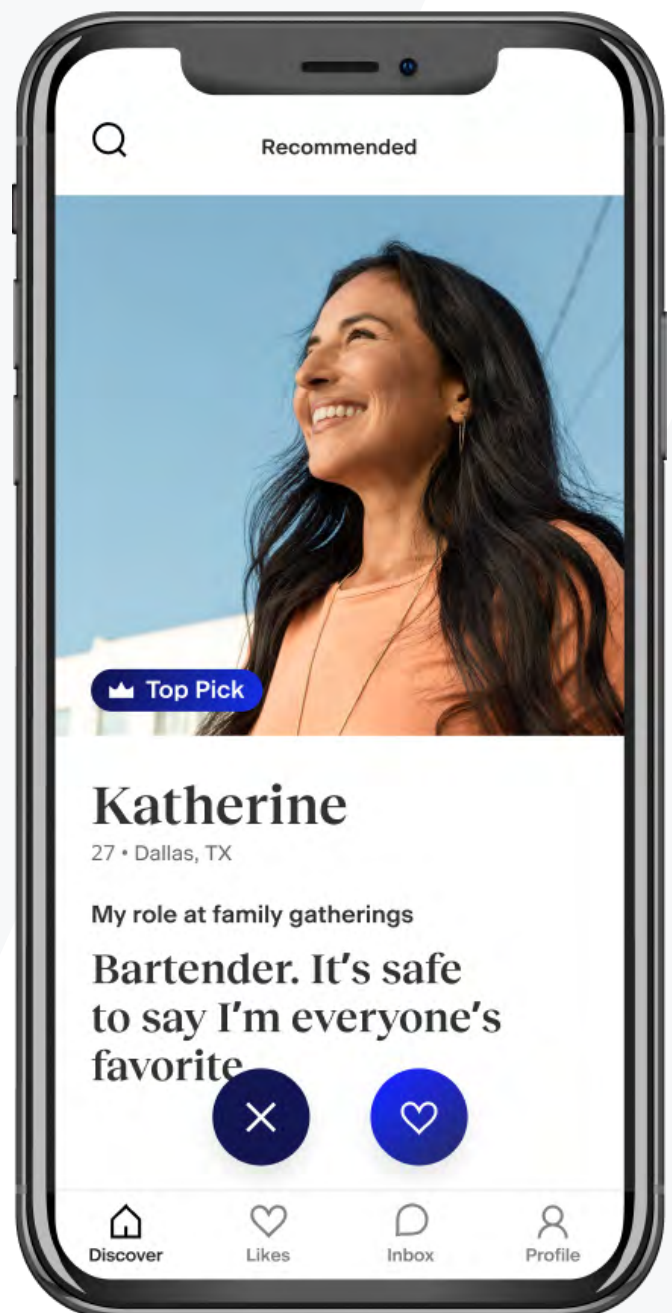 Recommended
Top Pick
Katherine
27 • Dallas, TX
My role at family gatherings
Bartender. It's safe
to say I'm everyone's
favorite
Discover
Likes
Inbox
Profile